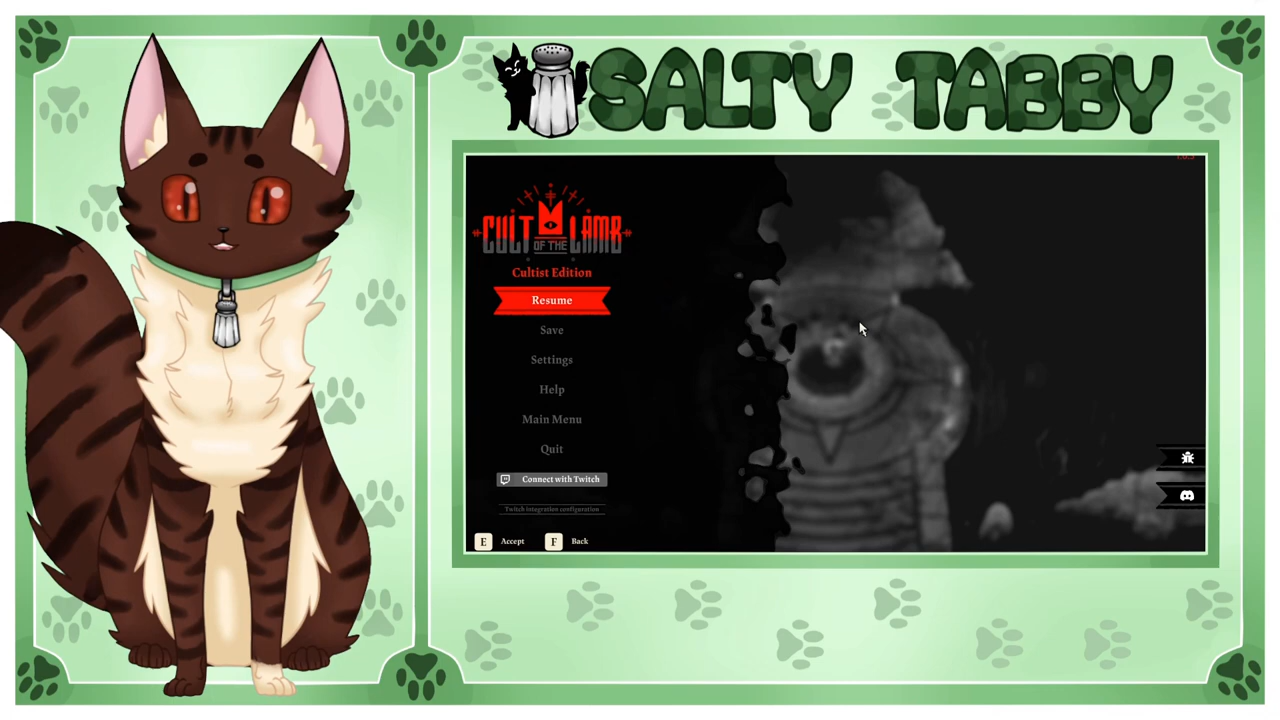 SALTY TABBY
CULT OF THE LAMB
Cultist Edition
Resume
Save
Settings
Help
Main Menu
Quit
Connect with Twitch
Twitch integration configuration
E Accept F Back